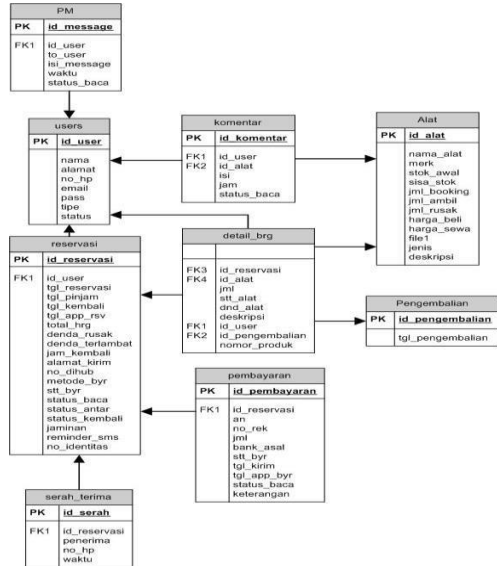 PM
PK id_message
FK1 id_user
to_user
isi_message
waktu
status_baca
users
PK id_user
nama
alamat
no_hp
email
pass
tipe
status
komentar
PK id_komentar
FK1 id_user
FK2 id_alat
isi
jam
status_baca
Alat
PK id_alat
nama_alat
merk
stok_awal
sisa_stok
jml_booking
jml_ambil
jml_rusak
harga_beli
harga_sewa
file1
jenis
deskripsi
reservasi
PK id_reservasi
FK1 id_user
tgl_reservasi
tgl_pinjam
tgl_kembali
tgl_app_rsv
total_hrg
denda_rusak
denda_terlambat
jam_kembali
alamat_kirim
no_dihub
metode_byr
stt_byr
status_baca
status_antar
status_kembali
jaminan
reminder_sms
no_identitas
detail_brg
FK3 id_reservasi
FK4 id_alat
jml
stt_alat
dnd_alat
deskripsi
FK1 id_user
FK2 id_pengembalian
nomor_produk
Pengembalian
PK id_pengembalian
tgl_pengembalian
pembayaran
PK id_pembayaran
FK1 id_reservasi
an
no_rek
jml
bank_asal
stt_byr
tgl_kirim
tgl_app_byr
status_baca
keterangan
serah_terima
PK id_serah
FK1 id_reservasi
penerima
no_hp
waktu